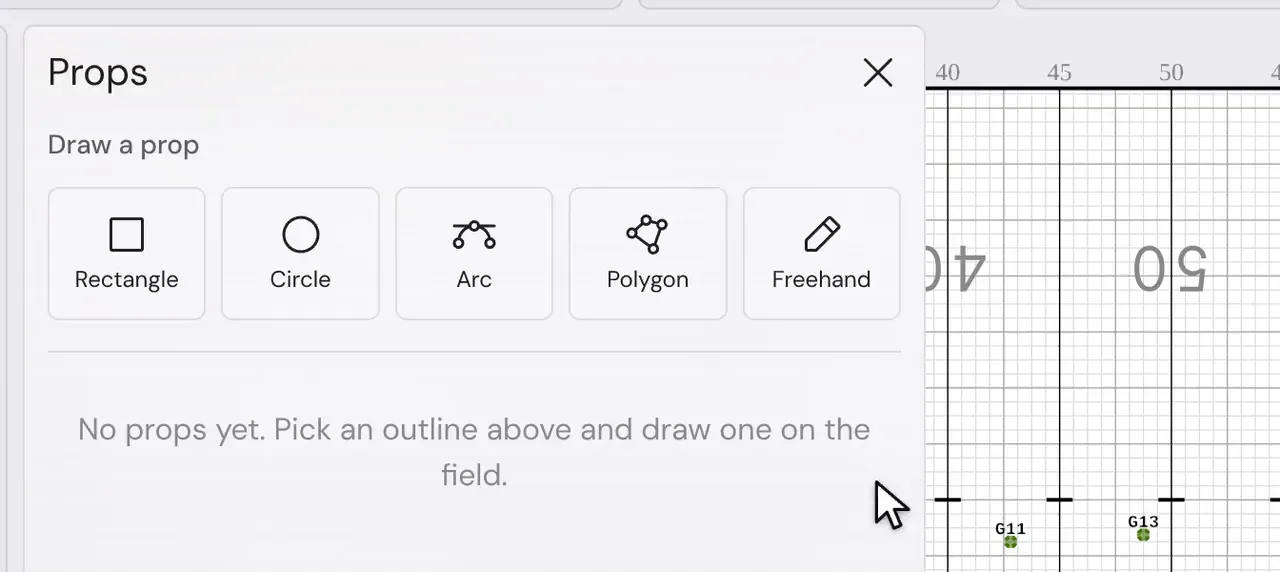 Props
Draw a prop
Rectangle
Circle
Arc
Polygon
Freehand
No props yet. Pick an outline above and draw one on the
field.
40
45
50
40
50
G11
G13